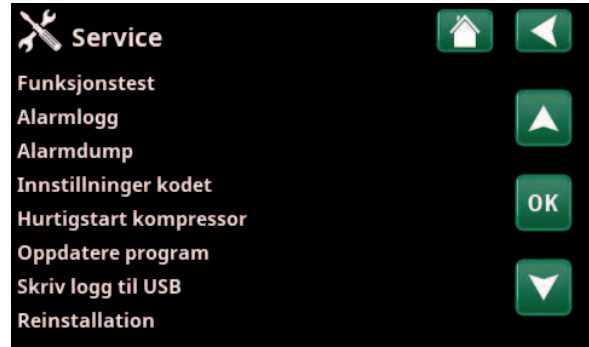 Service
Funksjonstest
Alarmlogg
Alarmdump
Innstillninger kodet
Hurtigstart kompressor
OK
Oppdatere program
Skriv logg til USB
Reinstallation